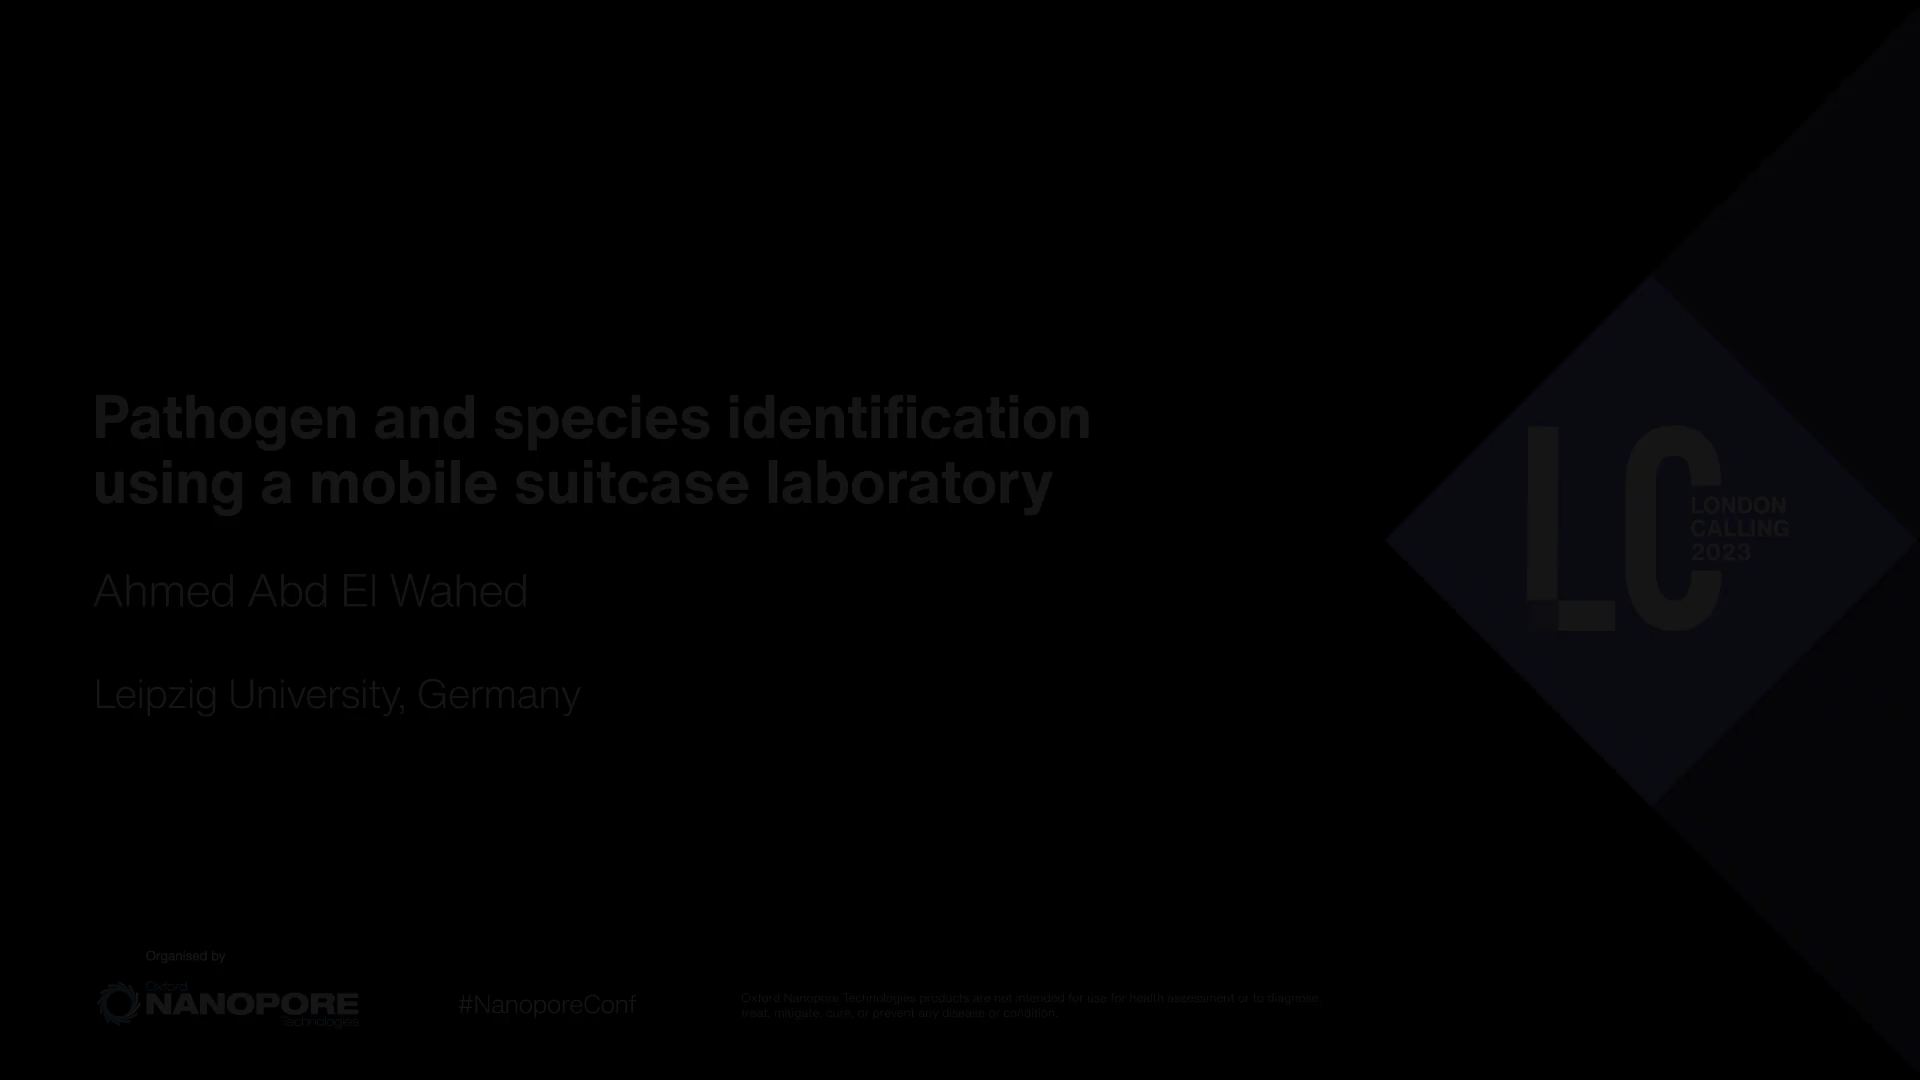 Pathogen and species identification
using a mobile suitcase laboratory
Ahmed Abd El Wahed
Leipzig University, Germany
LC
LONDON
CALLING
2023
Organised by
Oxford
NANOPORE
Technologies
#NanoporeConf
Oxford Nanopore Technologies products are not intended for use for health assessment or to diagnose,
treat, mitigate, cure, or prevent any disease or condition.